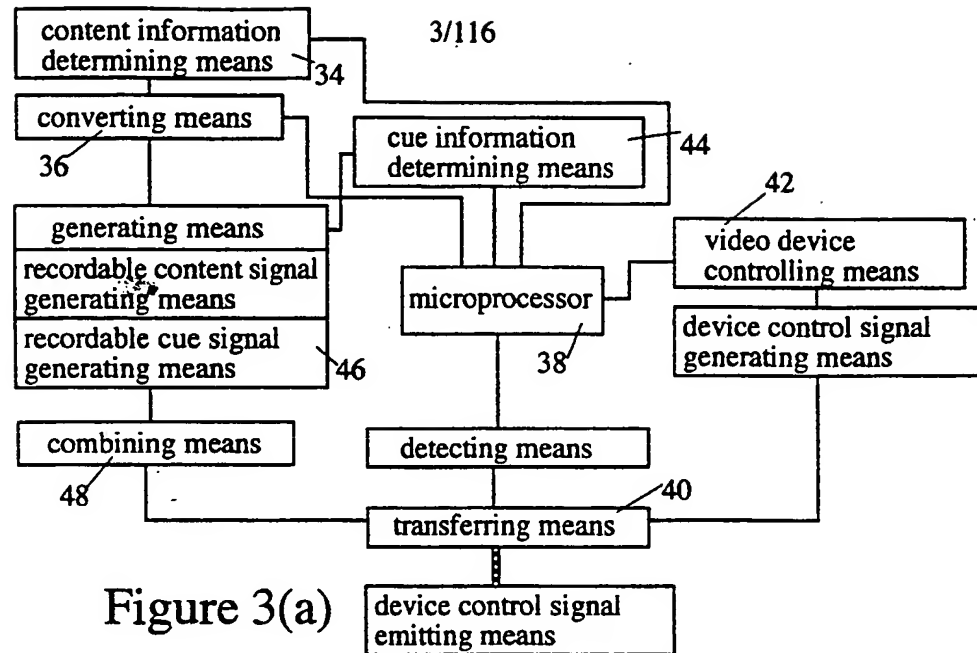 content information
determining means
34
3/116
converting means
36
cue information
determining means
44
generating means
recordable content signal
generating means
recordable cue signal
generating means
46
microprocessor
38
42
video device
controlling means
device control signal
generating means
combining means
48
detecting means
40
transferring means
device control signal
emitting means
Figure 3(a)